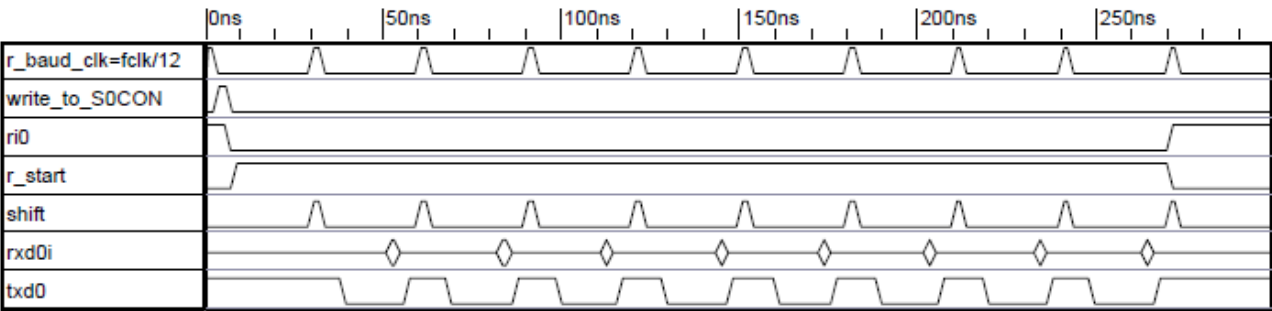 0ns 50ns 100ns 150ns 200ns 250ns
r_baud_clk=fclk/12
write_to_S0CON
ri0
r_start
shift
rxd0i
txd0